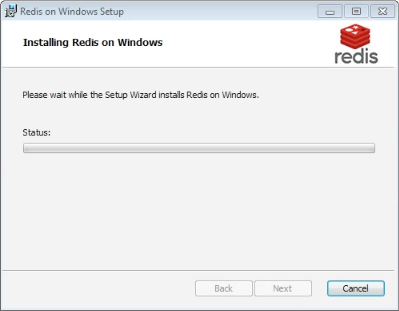 Redis on Windows Setup
Installing Redis on Windows
redis
Please wait while the Setup Wizard installs Redis on Windows.
Status:
Back
Next
Cancel